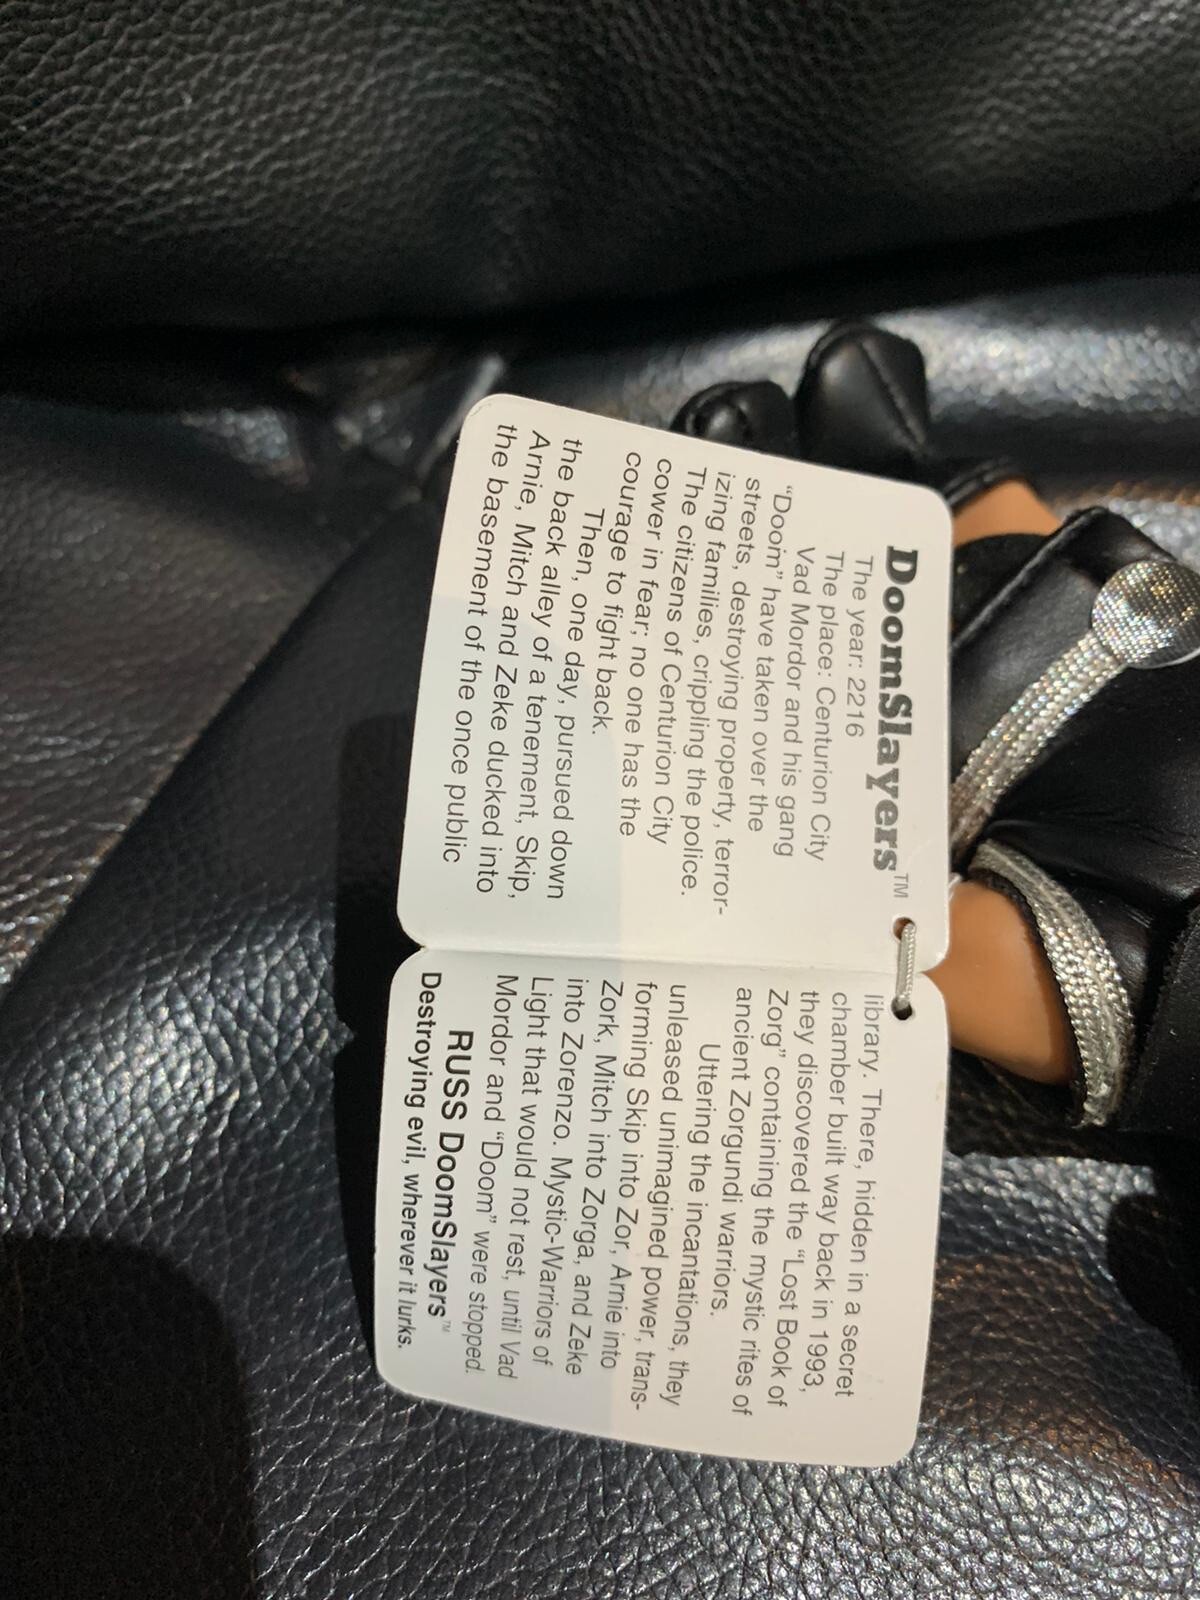 DoomSlayers™
The year: 2216
The place: Centurion City
Vad Mordor and his gang
“Doom” have taken over the
streets, destroying property, terror-
izing families, crippling the police.
The citizens of Centurion City
cower in fear; no one has the
courage to fight back.
Then, one day, pursued down
the back alley of a tenement, Skip,
Arnie, Mitch and Zeke ducked into
the basement of the once public
library. There, hidden in a secret
chamber built way back in 1993,
they discovered the “Lost Book of
Zorg” containing the mystic rites of
ancient Zorgundi warriors.
Uttering the incantations, they
unleased unimagined power, trans-
forming Skip into Zor, Arnie into
Zork, Mitch into Zorga, and Zeke
into Zorenzo. Mystic-Warriors of
Light that would not rest, until Vad
Mordor and “Doom” were stopped.
RUSS DoomSlayers™
Destroying evil, wherever it lurks.